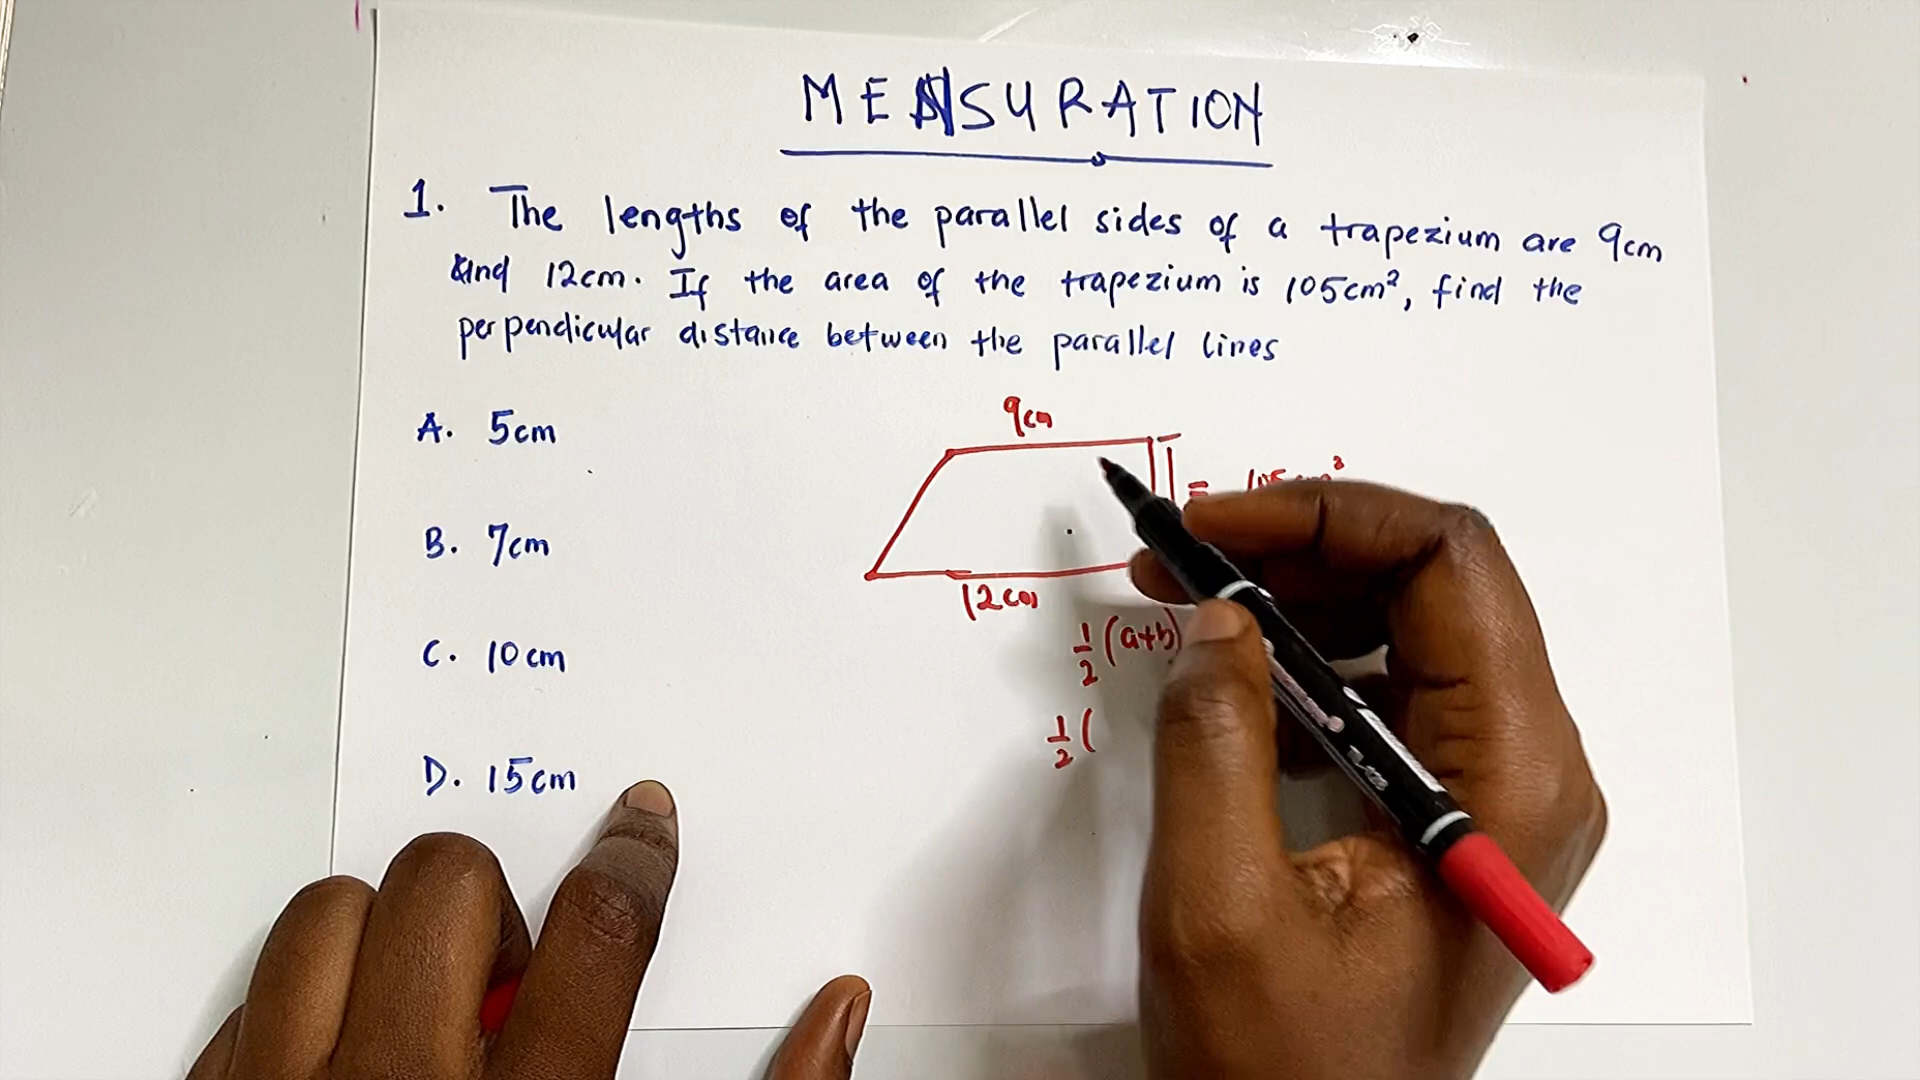 MENSURATION
1. The lengths of the parallel sides of a trapezium are 9cm
and 12cm. If the area of the trapezium is 105cm², find the
perpendicular distance between the parallel lines
A. 5cm
9cm
= 105cm²
B. 7cm
12cm
1/2 (a+b)
C. 10cm
1/2 (
D. 15cm